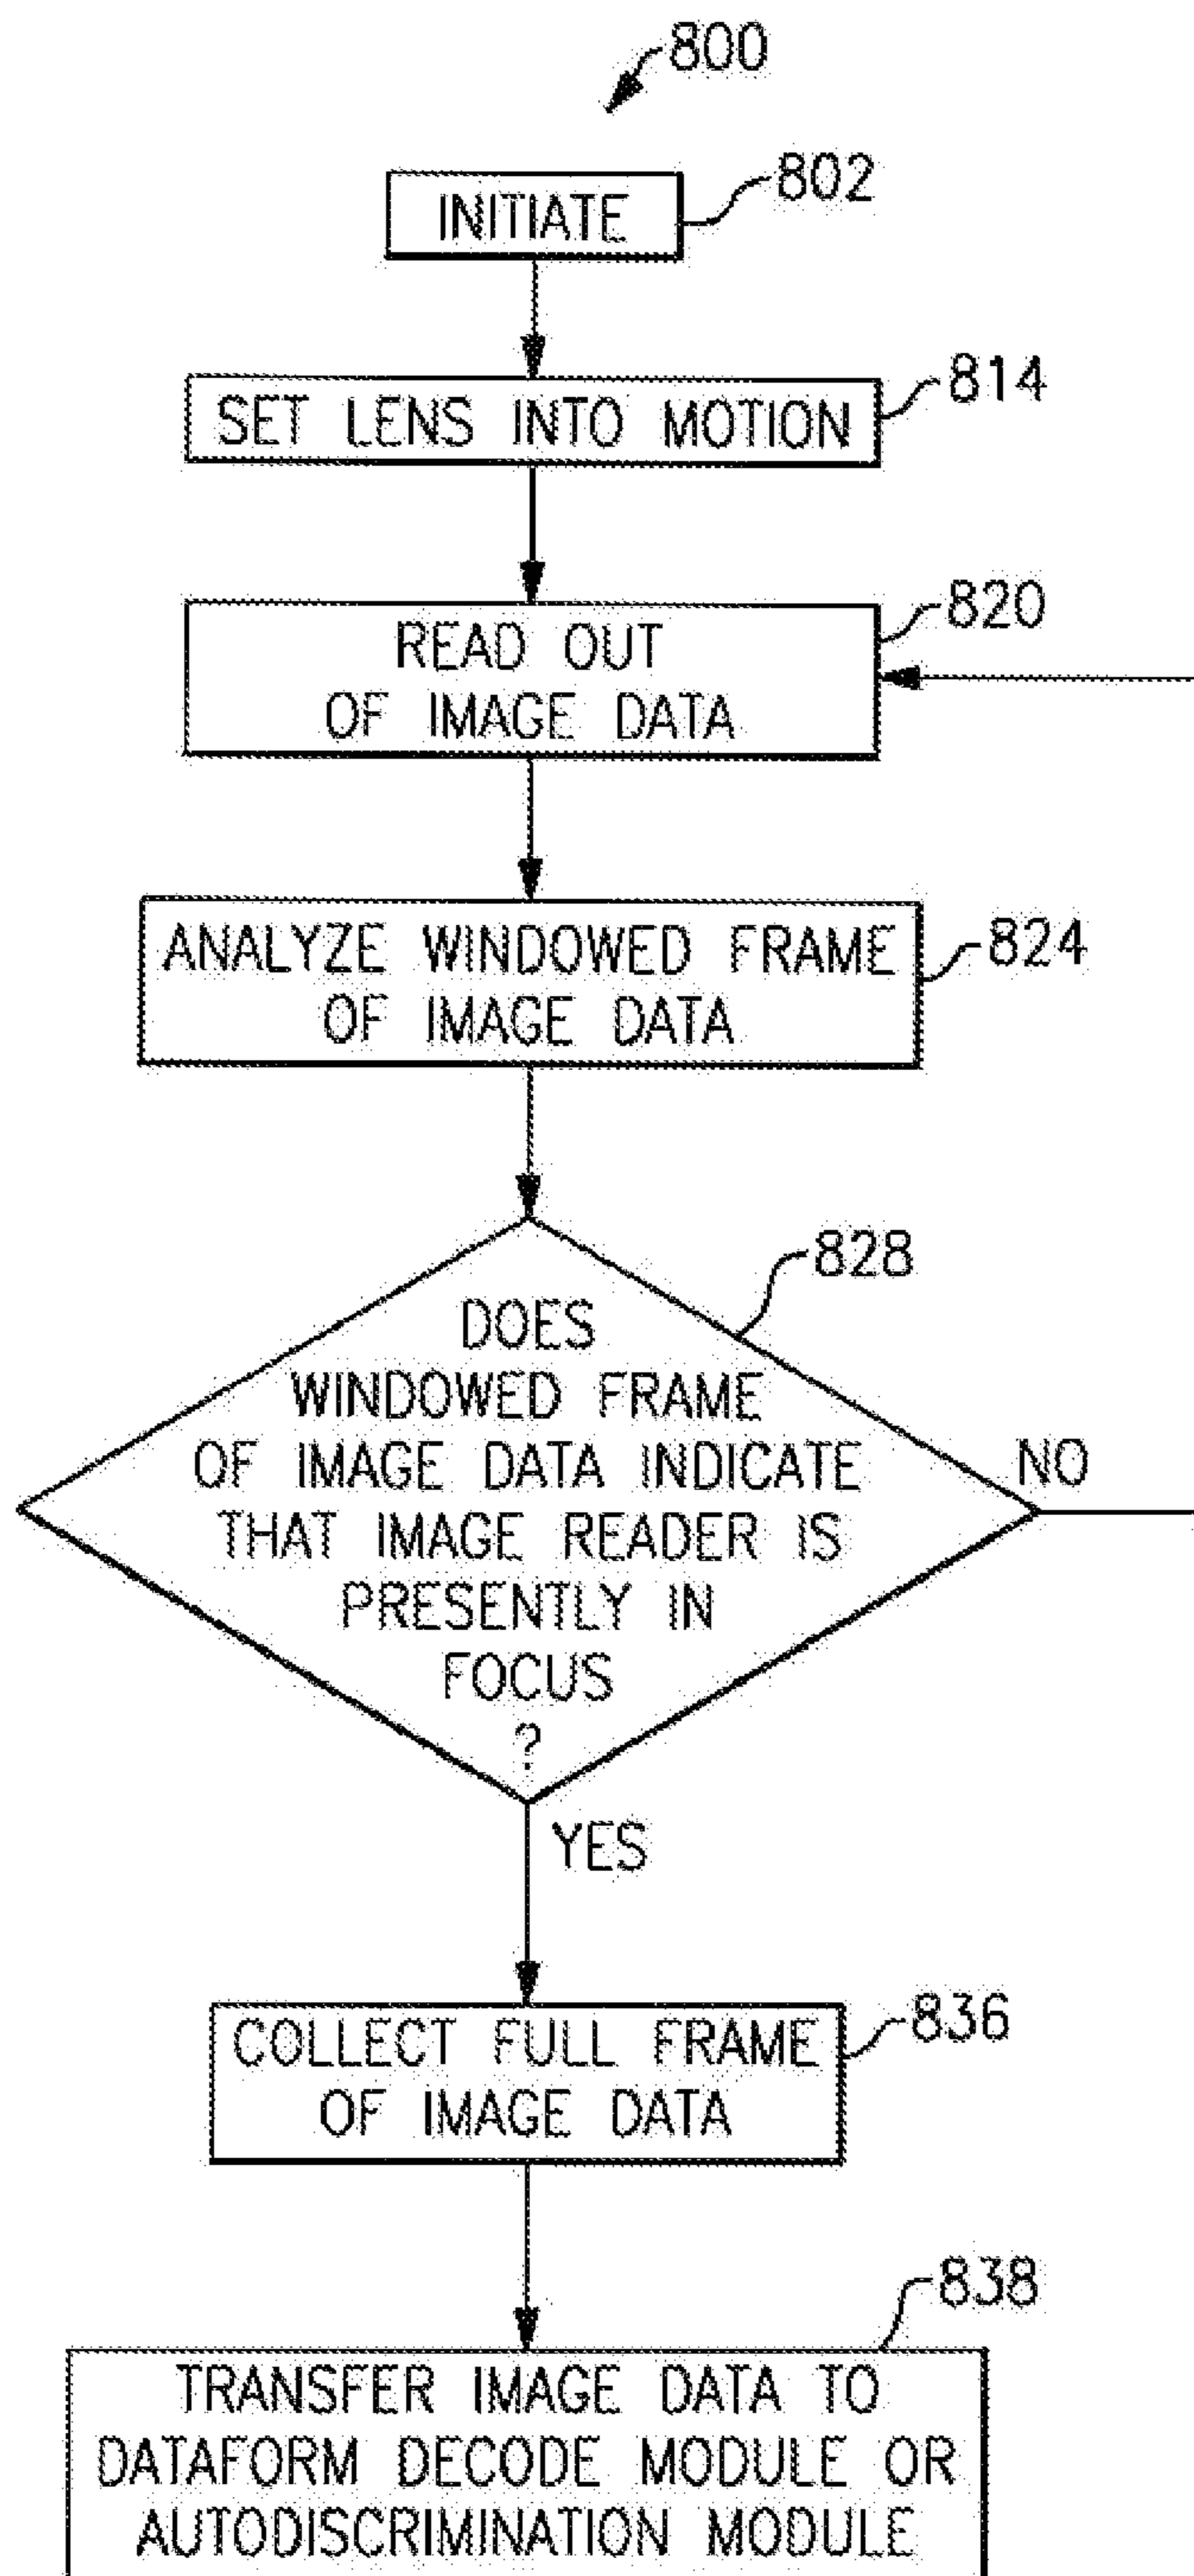 800
INITIATE
802
SET LENS INTO MOTION
814
READ OUT
OF IMAGE DATA
820
ANALYZE WINDOWED FRAME
OF IMAGE DATA
824
828
DOES
WINDOWED FRAME
OF IMAGE DATA INDICATE
THAT IMAGE READER IS
PRESENTLY IN
FOCUS
?
NO
YES
COLLECT FULL FRAME
OF IMAGE DATA
836
838
TRANSFER IMAGE DATA TO
DATAFORM DECODE MODULE OR
AUTODISCRIMINATION MODULE